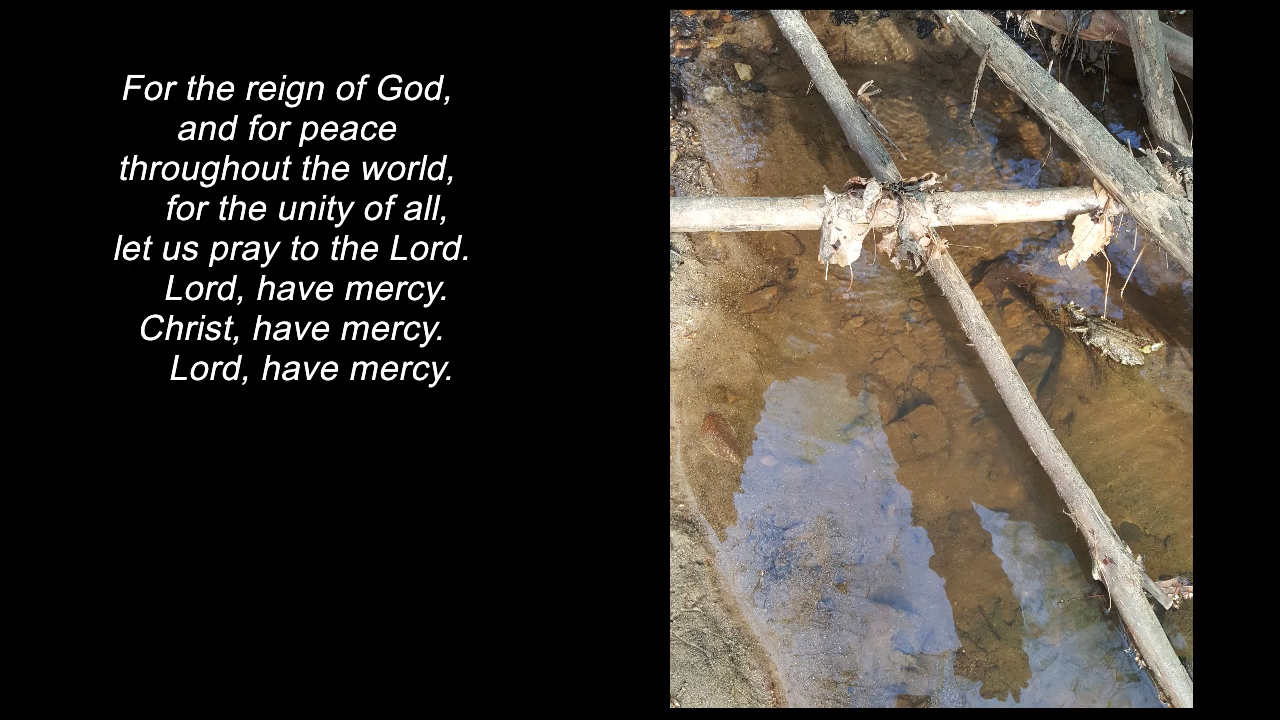 For the reign of God,
and for peace
throughout the world,
for the unity of all,
let us pray to the Lord.
Lord, have mercy.
Christ, have mercy.
Lord, have mercy.